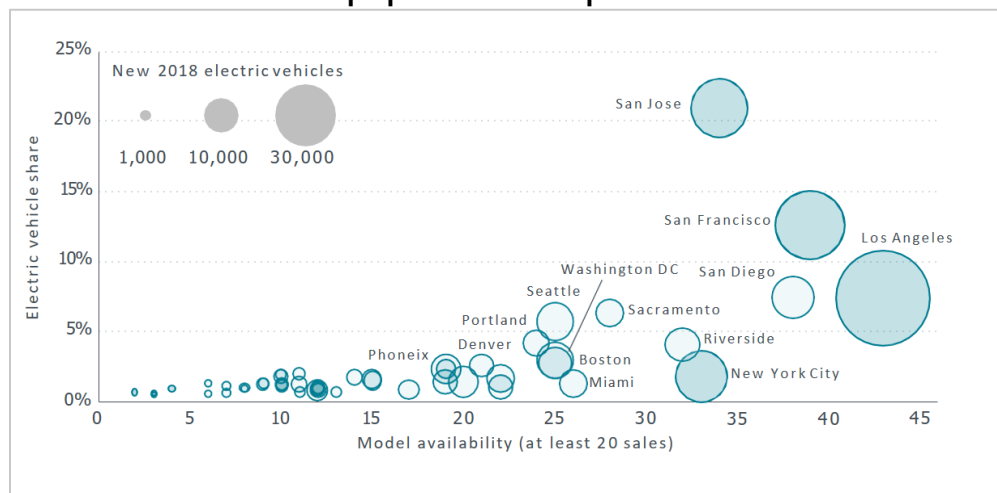 25%
20%
15%
10%
5%
0%
Electric vehicle share
New 2018 electric vehicles
1,000 10,000 30,000
San Jose
San Francisco
Los Angeles
San Diego
Washington DC
Seattle
Sacramento
Portland
Denver
Riverside
Phoneix
Boston
New York City
Miami
0 5 10 15 20 25 30 35 40 45
Model availability (at least 20 sales)